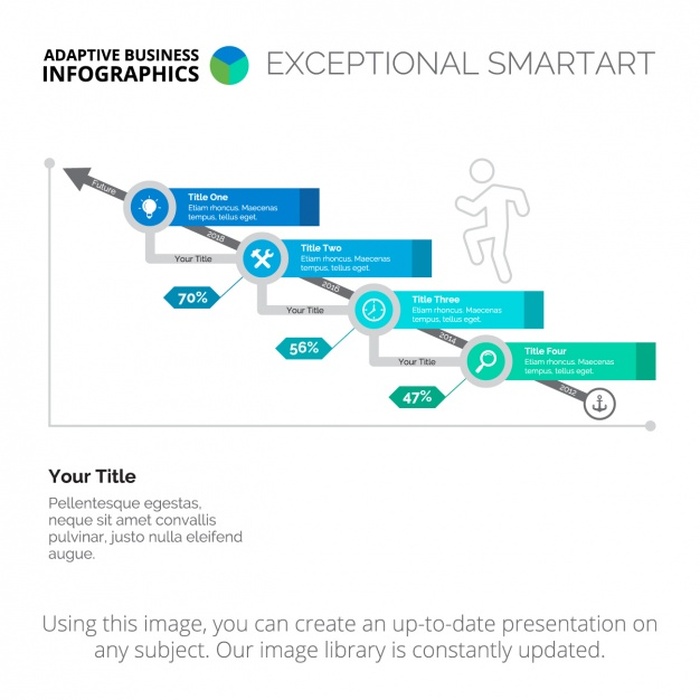 ADAPTIVE BUSINESS
INFOGRAPHICS
EXCEPTIONAL SMARTART
Future
Title One
Etiam rhoncus. Maecenas
tempus, tellus eget.
2018
Your Title
Title Two
Etiam rhoncus. Maecenas
tempus, tellus eget.
70%
2016
Your Title
Title Three
Etiam rhoncus. Maecenas
tempus, tellus eget.
56%
2014
Your Title
Title Four
Etiam rhoncus. Maecenas
tempus, tellus eget.
47%
2012
Your Title
Pellentesque egestas,
neque sit amet convallis
pulvinar, justo nulla eleifend
augue.
Using this image, you can create an up-to-date presentation on
any subject. Our image library is constantly updated.